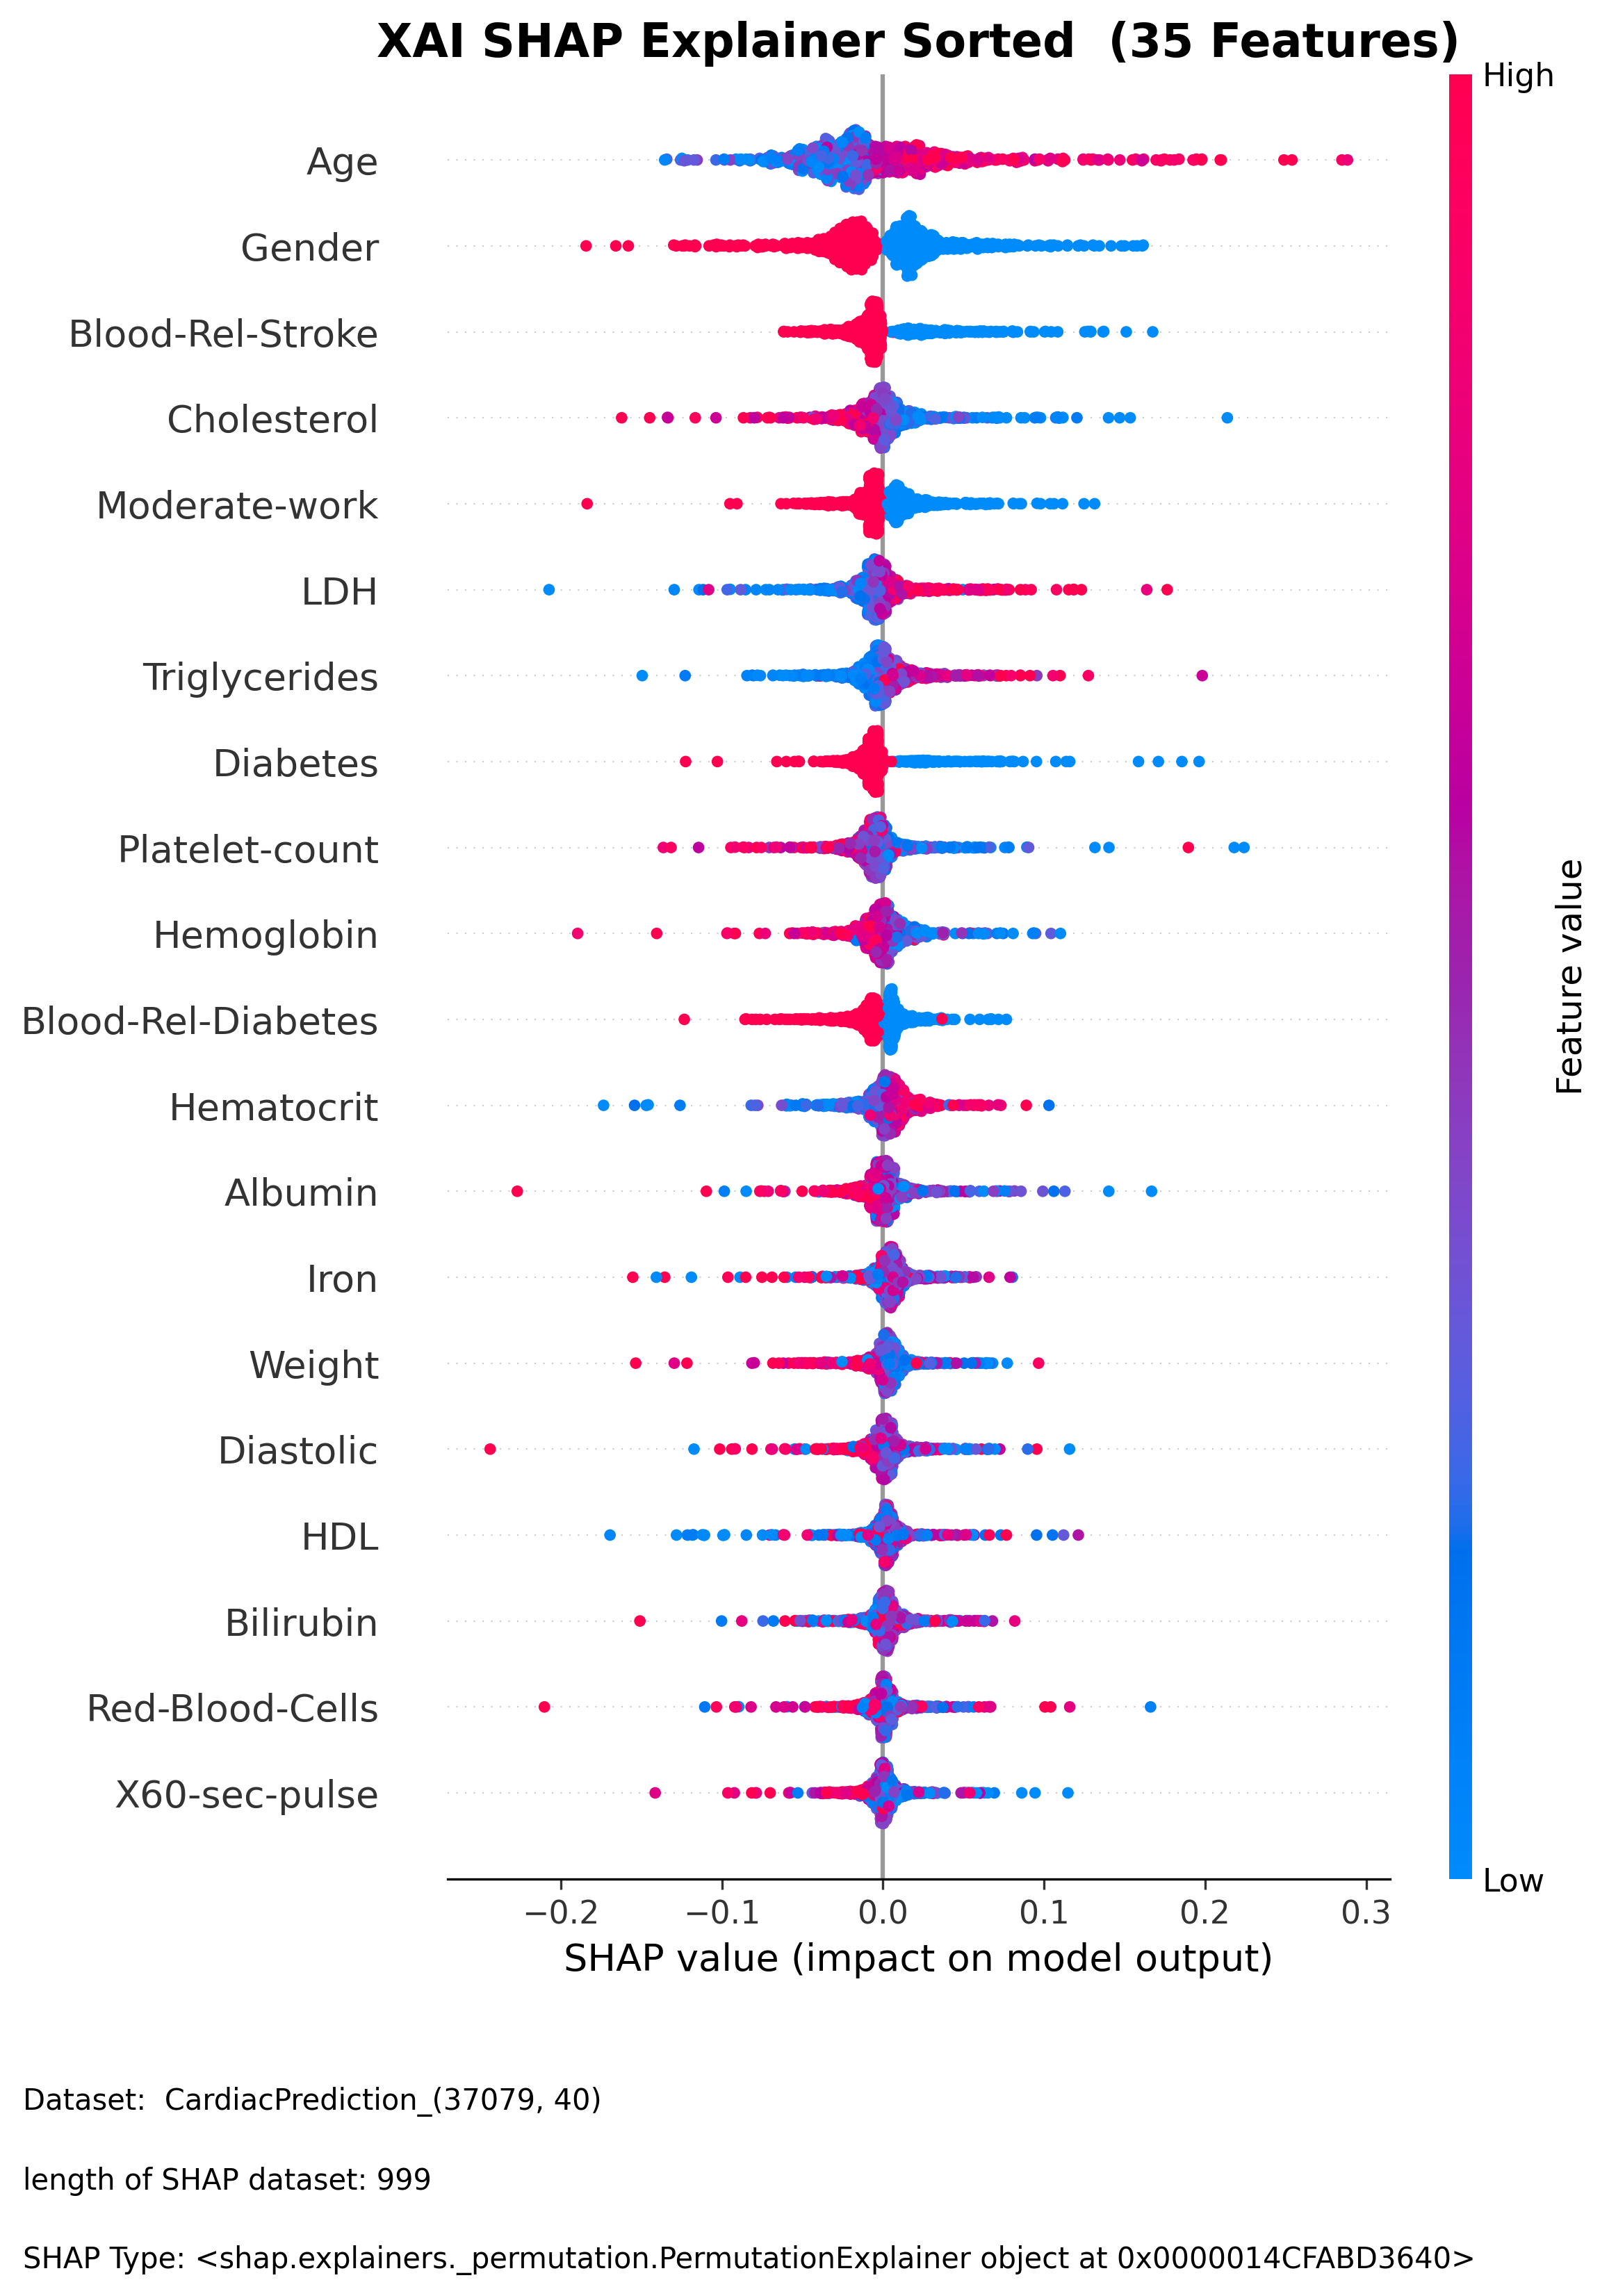 XAI SHAP Explainer Sorted  (35 Features)
High
Age
Gender
Blood-Rel-Stroke
Cholesterol
Moderate-work
LDH
Triglycerides
Diabetes
Platelet-count
Hemoglobin
Blood-Rel-Diabetes
Hematocrit
Albumin
Iron
Weight
Diastolic
HDL
Bilirubin
Red-Blood-Cells
X60-sec-pulse
Feature value
Low
−0.2 −0.1 0.0 0.1 0.2 0.3
SHAP value (impact on model output)
Dataset:  CardiacPrediction_(37079, 40)
length of SHAP dataset: 999
SHAP Type: <shap.explainers._permutation.PermutationExplainer object at 0x0000014CFABD3640>